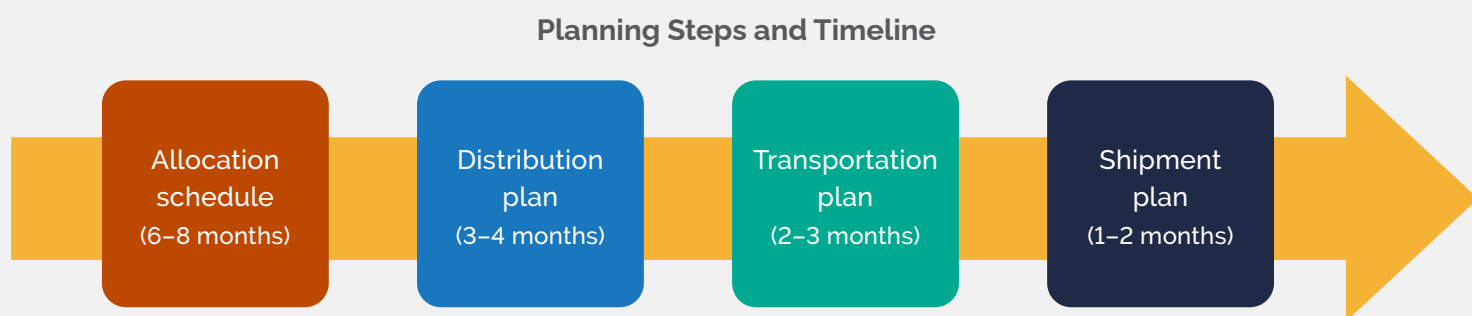 Planning Steps and Timeline
Allocation
schedule
(6–8 months)
Distribution
plan
(3–4 months)
Transportation
plan
(2–3 months)
Shipment
plan
(1–2 months)